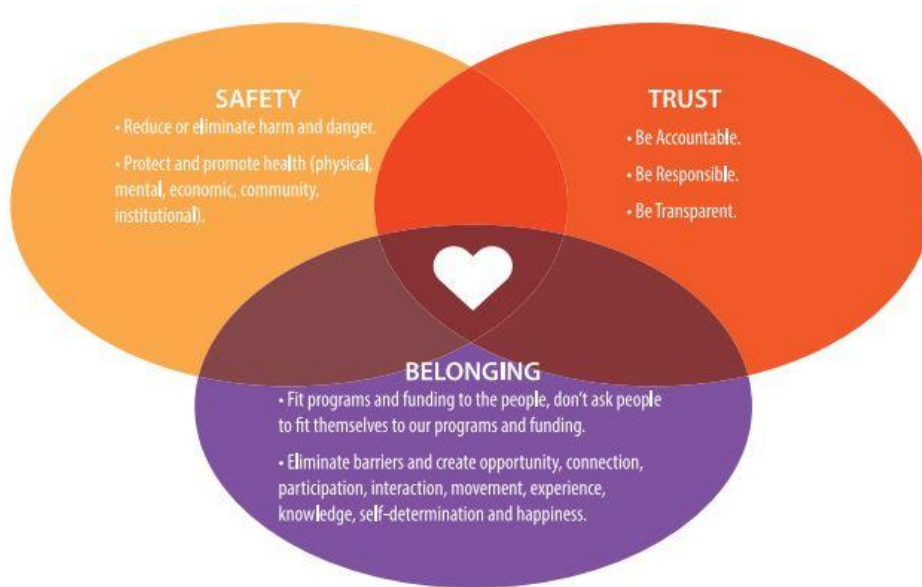 SAFETY
• Reduce or eliminate harm and danger.
• Protect and promote health (physical,
mental, economic, community,
institutional).
TRUST
• Be Accountable.
• Be Responsible.
• Be Transparent.
BELONGING
• Fit programs and funding to the people, don’t ask people
to fit themselves to our programs and funding.
• Eliminate barriers and create opportunity, connection,
participation, interaction, movement, experience,
knowledge, self-determination and happiness.